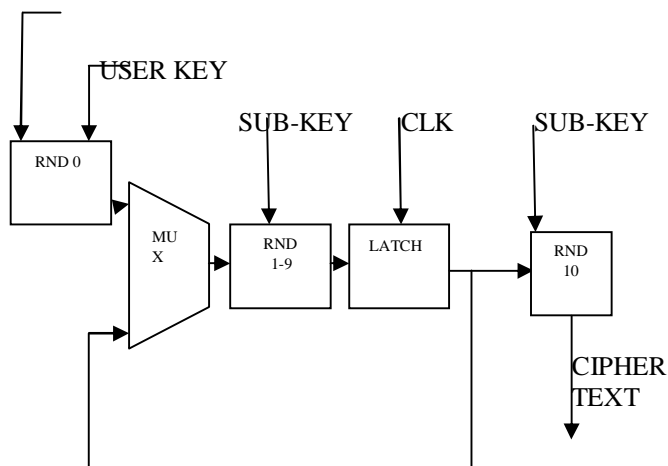 USER KEY
SUB-KEY
CLK
SUB-KEY
RND 0
MU
X
RND
1-9
LATCH
RND
10
CIPHER
TEXT